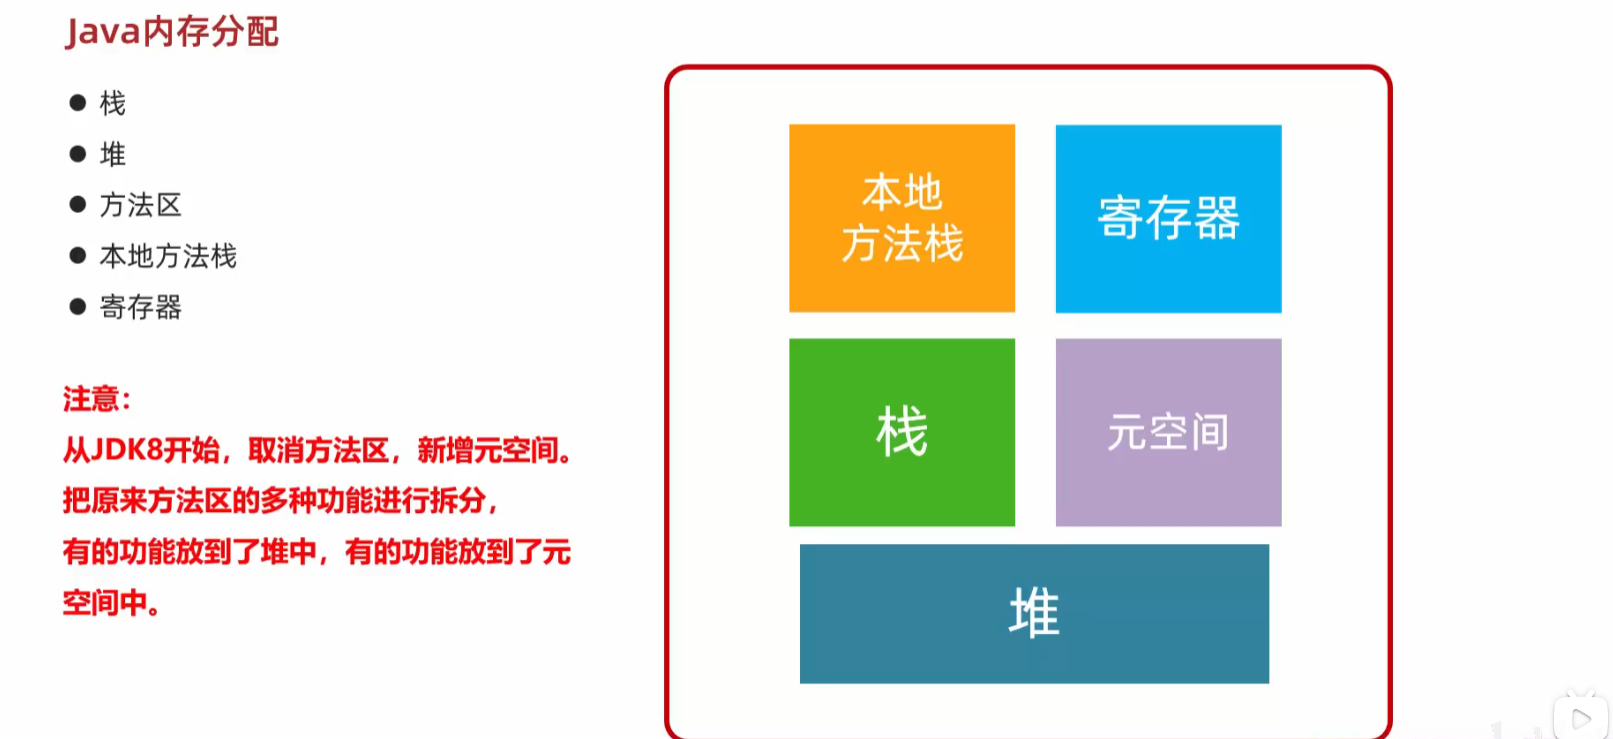 Java内存分配
● 栈
● 堆
● 方法区
● 本地方法栈
● 寄存器
注意：
从JDK8开始，取消方法区，新增元空间。
把原来方法区的多种功能进行拆分，
有的功能放到了堆中，有的功能放到了元
空间中。
本地
方法栈
寄存器
栈
元空间
堆